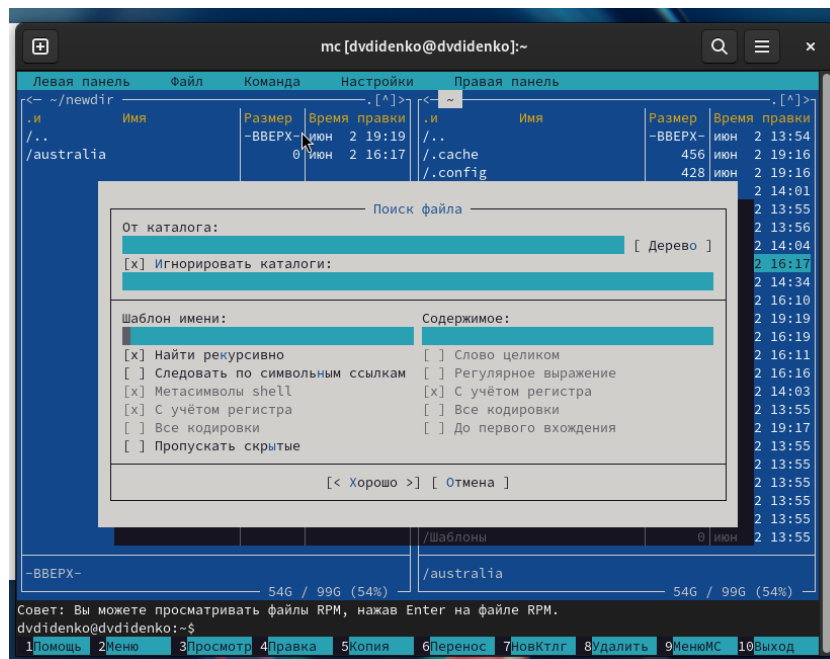 mc [dvdidenko@dvdidenko]:~
Левая панель Файл Команда Настройки Правая панель
<— ~/newdir .[^]> <— ~ .[^]>
.и Имя Размер Время правки .и Имя Размер Время правки
/.. -ВВЕРХ- июн 2 19:19 /.. -ВВЕРХ- июн 2 13:54
/australia 0 июн 2 16:17 /.cache 456 июн 2 19:16
/.config 428 июн 2 19:16
2 14:01
Поиск файла 2 13:55
От каталога: 2 13:56
[ Дерево ] 2 14:04
[x] Игнорировать каталоги: 2 16:17
2 14:34
2 16:10
Шаблон имени: Содержимое: 2 19:19
2 16:19
[x] Найти рекурсивно [ ] Слово целиком 2 16:11
[ ] Следовать по символьным ссылкам [ ] Регулярное выражение 2 16:16
[x] Метасимволы shell [x] С учётом регистра 2 14:03
[x] С учётом регистра [ ] Все кодировки 2 13:55
[ ] Все кодировки [ ] До первого вхождения 2 19:17
[ ] Пропускать скрытые 2 13:55
2 13:55
[< Хорошо >] [ Отмена ] 2 13:55
2 13:55
2 13:55
/Шаблоны 0 июн 2 13:55
-ВВЕРХ- /australia
54G / 99G (54%) 54G / 99G (54%)
Совет: Вы можете просматривать файлы RPM, нажав Enter на файле RPM.
dvdidenko@dvdidenko:~$
1Помощь 2Меню 3Просмотр 4Правка 5Копия 6Перенос 7НовКтлг 8Удалить 9МенюМС 10Выход